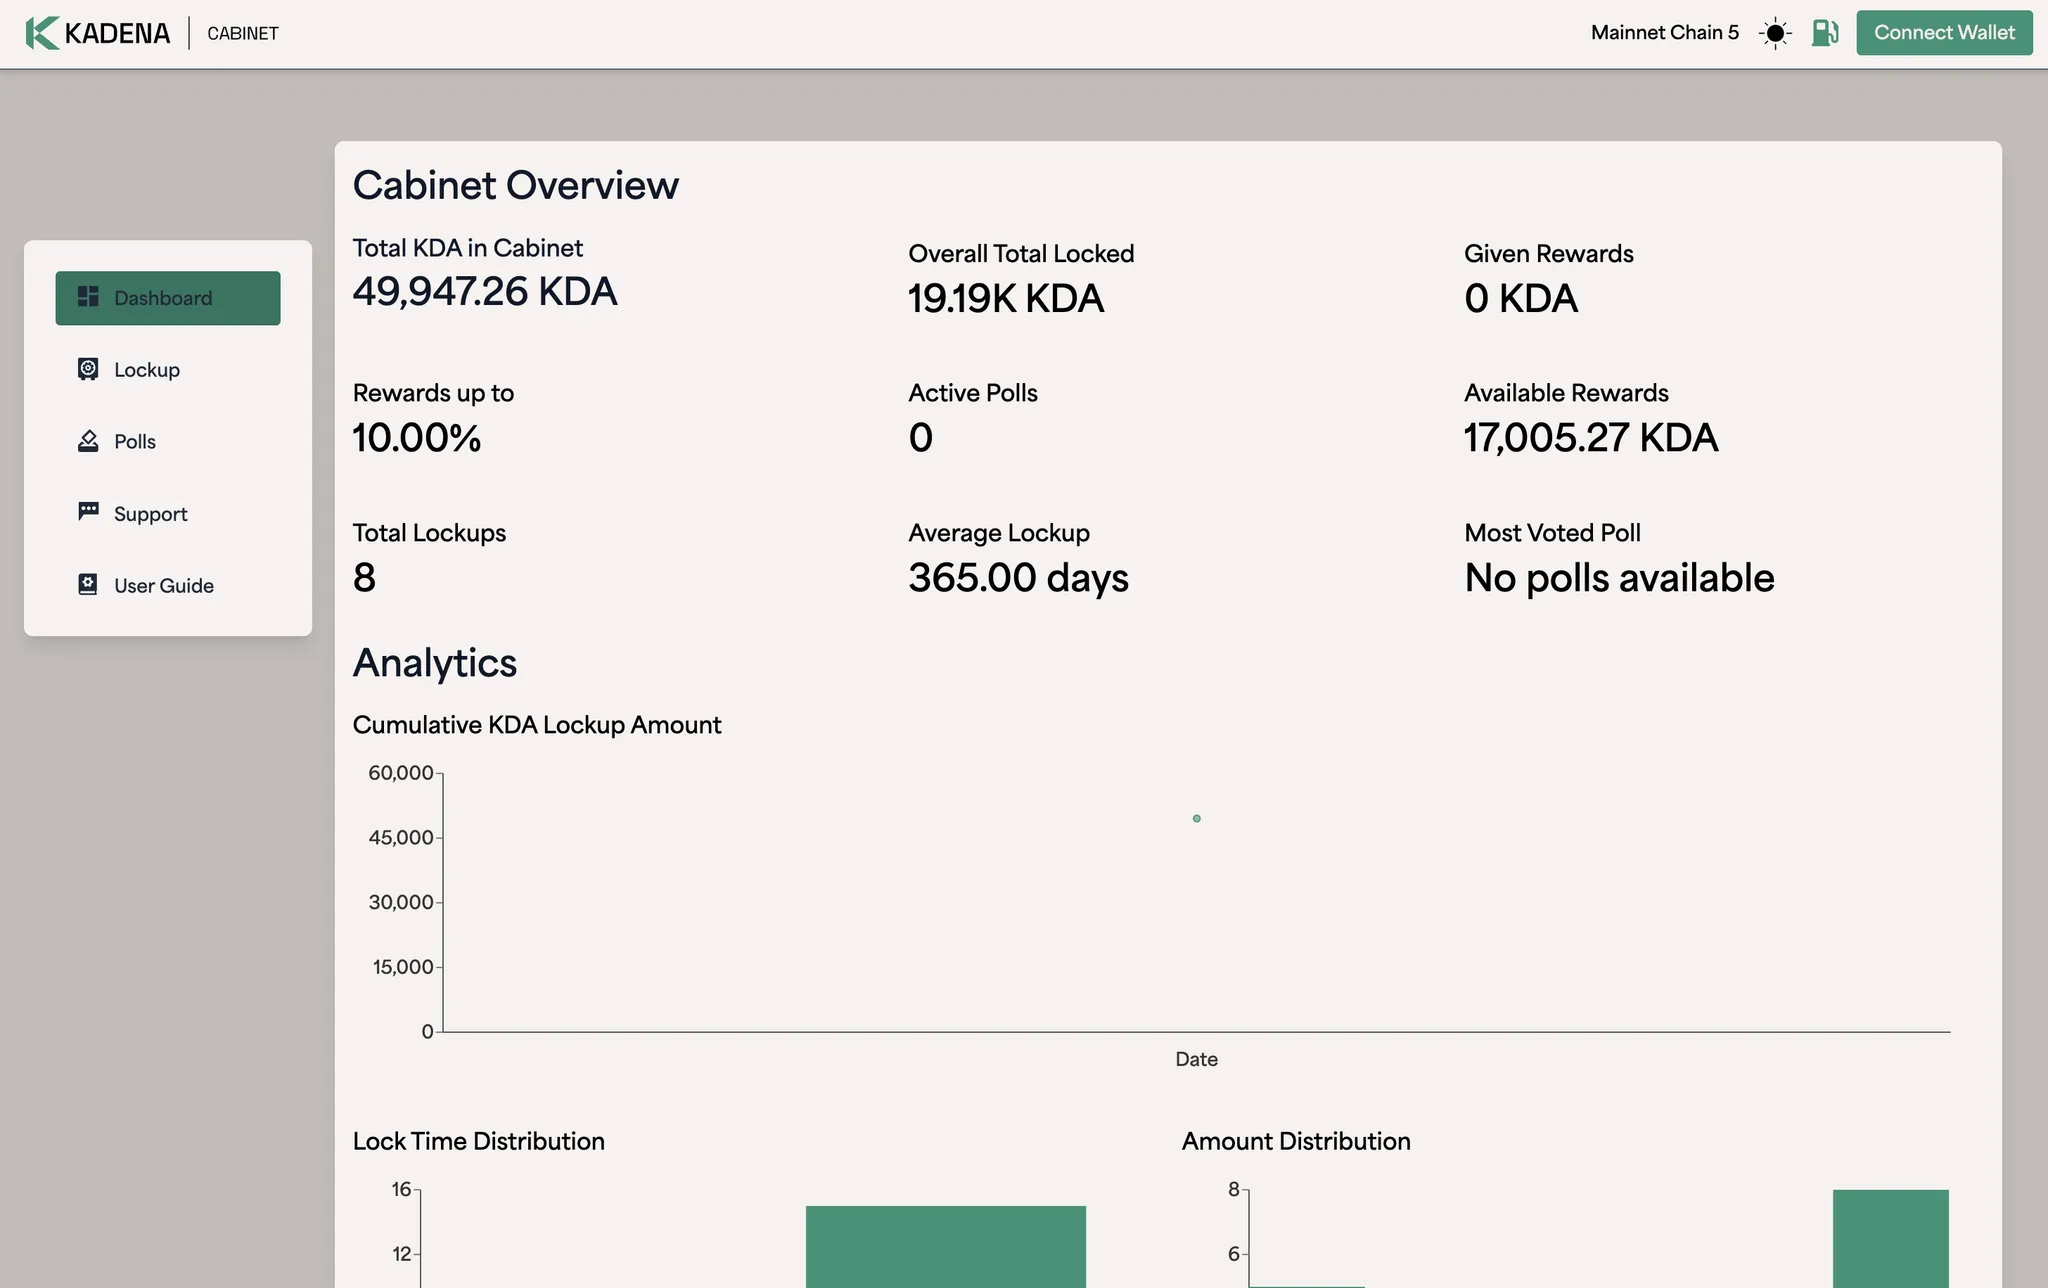 KADENA
CABINET
Mainnet Chain 5
Connect Wallet
Dashboard
Lockup
Polls
Support
User Guide
Cabinet Overview
Total KDA in Cabinet
49,947.26 KDA
Overall Total Locked
19.19K KDA
Given Rewards
0 KDA
Rewards up to
10.00%
Active Polls
0
Available Rewards
17,005.27 KDA
Total Lockups
8
Average Lockup
365.00 days
Most Voted Poll
No polls available
Analytics
Cumulative KDA Lockup Amount
60,000
45,000
30,000
15,000
0
Date
Lock Time Distribution
16
12
Amount Distribution
8
6